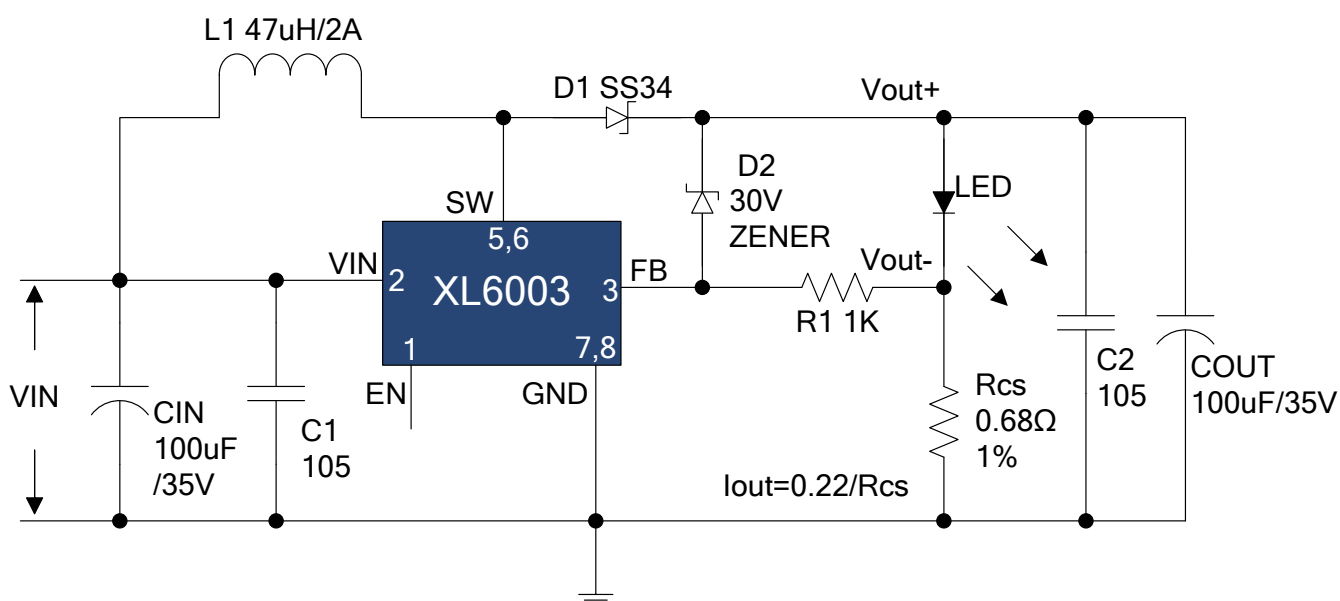 L1 47uH/2A
D1 SS34
Vout+
D2
30V
ZENER
LED
SW
5,6
VIN
2
XL6003
3
FB
Vout-
R1 1K
1
7,8
EN
GND
VIN
CIN
100uF
/35V
C1
105
Rcs
0.68Ω
1%
C2
105
COUT
100uF/35V
Iout=0.22/Rcs